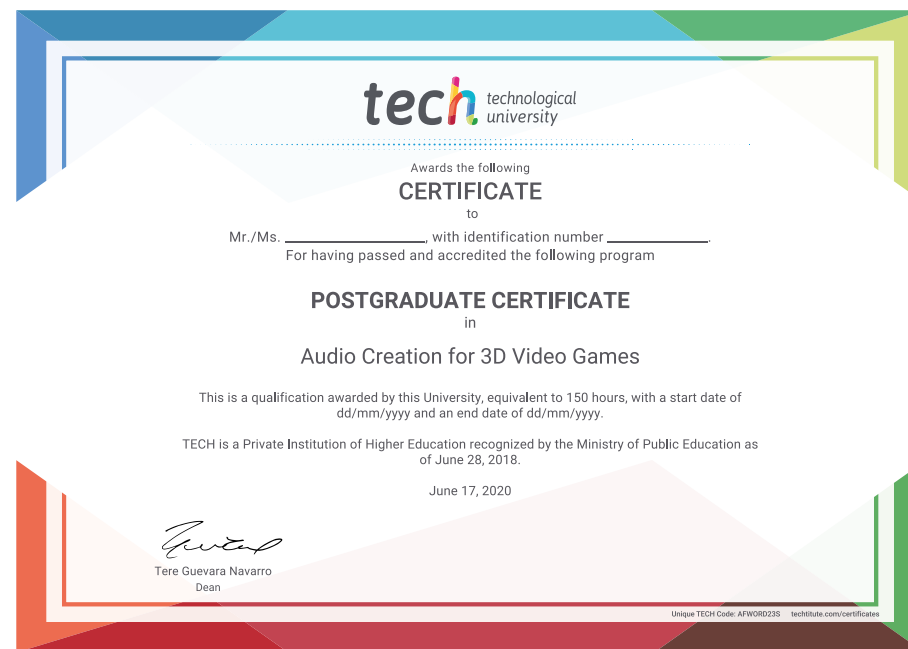 tech technological
university
Awards the following
CERTIFICATE
to
Mr./Ms. ____________________, with identification number ______________.
For having passed and accredited the following program
POSTGRADUATE CERTIFICATE
in
Audio Creation for 3D Video Games
This is a qualification awarded by this University, equivalent to 150 hours, with a start date of
dd/mm/yyyy and an end date of dd/mm/yyyy.
TECH is a Private Institution of Higher Education recognized by the Ministry of Public Education as
of June 28, 2018.
June 17, 2020
Tere Guevara Navarro
Dean
Unique TECH Code: AFWORD23S techtitute.com/certificates